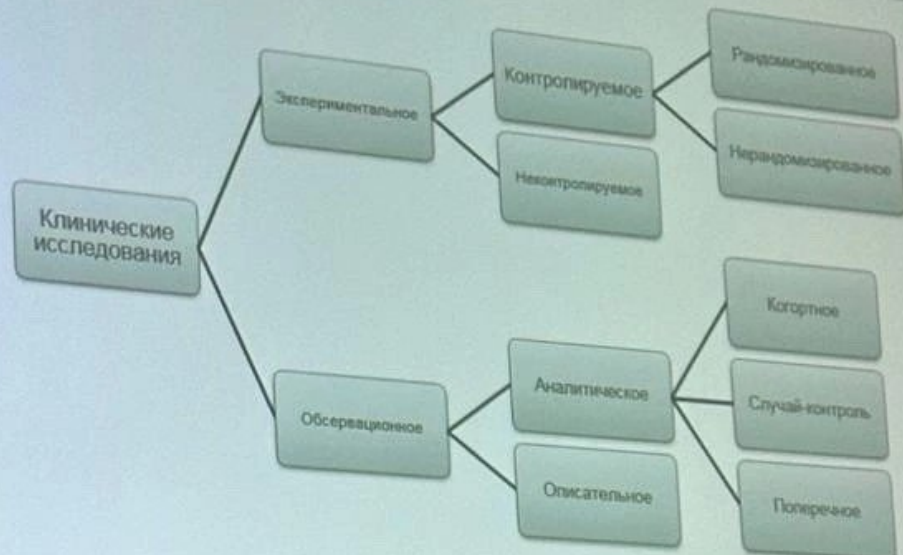 Клинические
исследования
Экспериментальное
Контролируемое
Неконтролируемое
Рандомизированное
Нерандомизированное
Обсервационное
Аналитическое
Описательное
Когортное
Случай-контроль
Поперечное